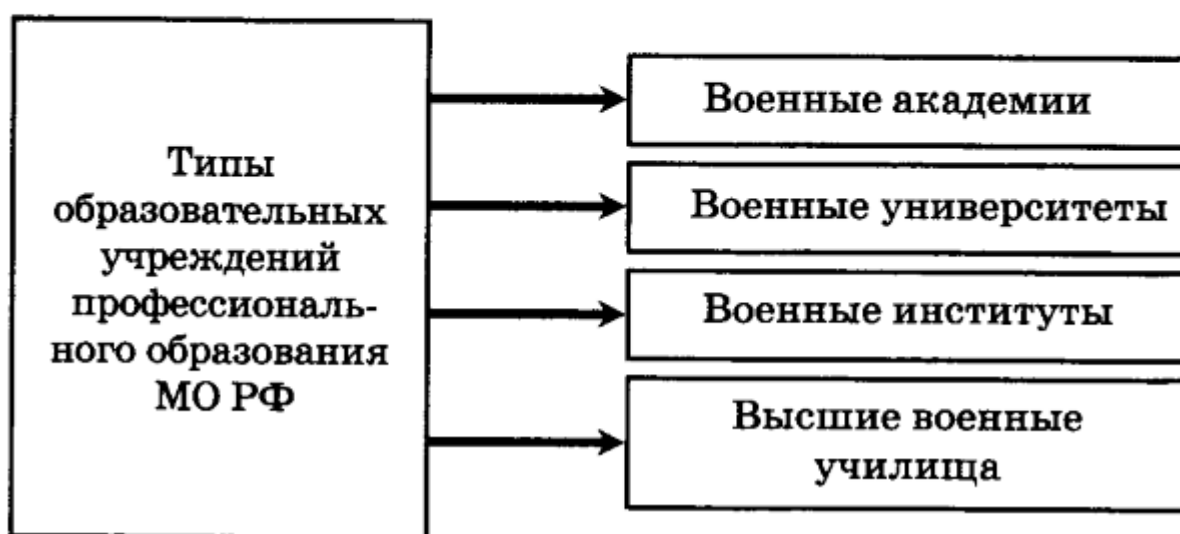 Типы
образовательных
учреждений
профессиональ-
ного образования
МО РФ
Военные академии
Военные университеты
Военные институты
Высшие военные
училища